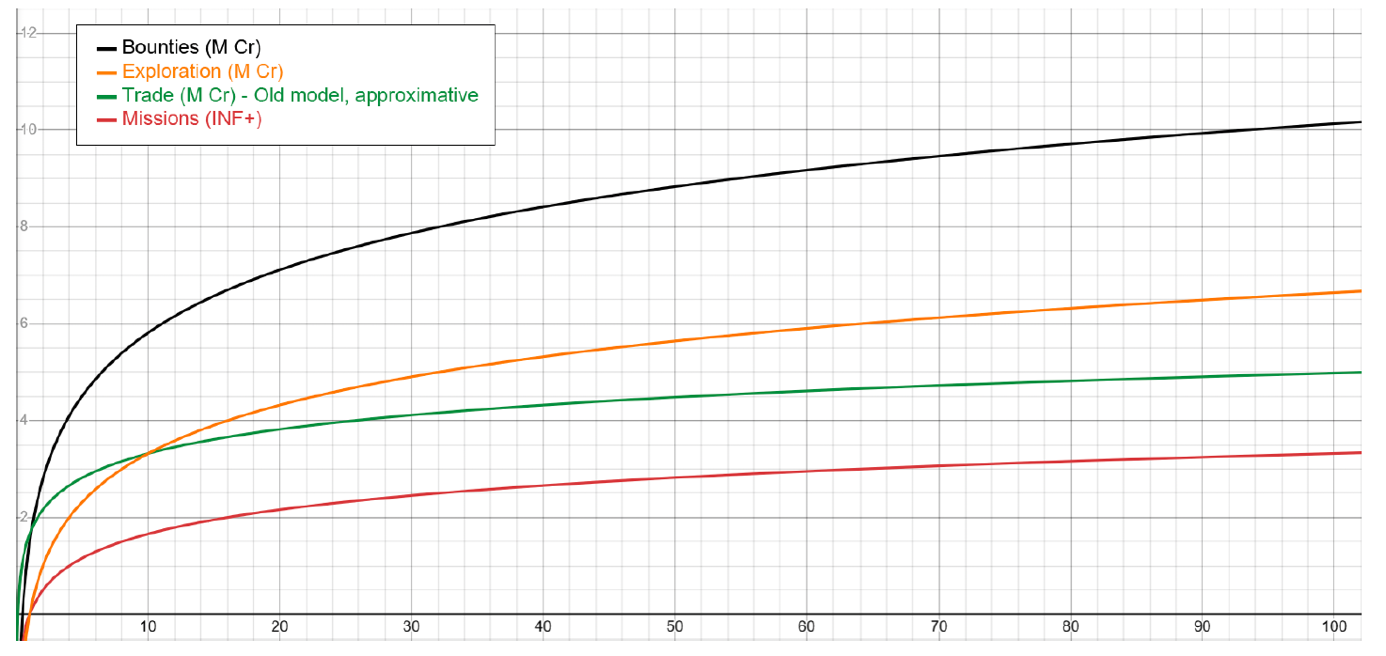 12
Bounties (M Cr)
Exploration (M Cr)
Trade (M Cr) - Old model, approximative
Missions (INF+)
10
8
6
4
2
10 20 30 40 50 60 70 80 90 100